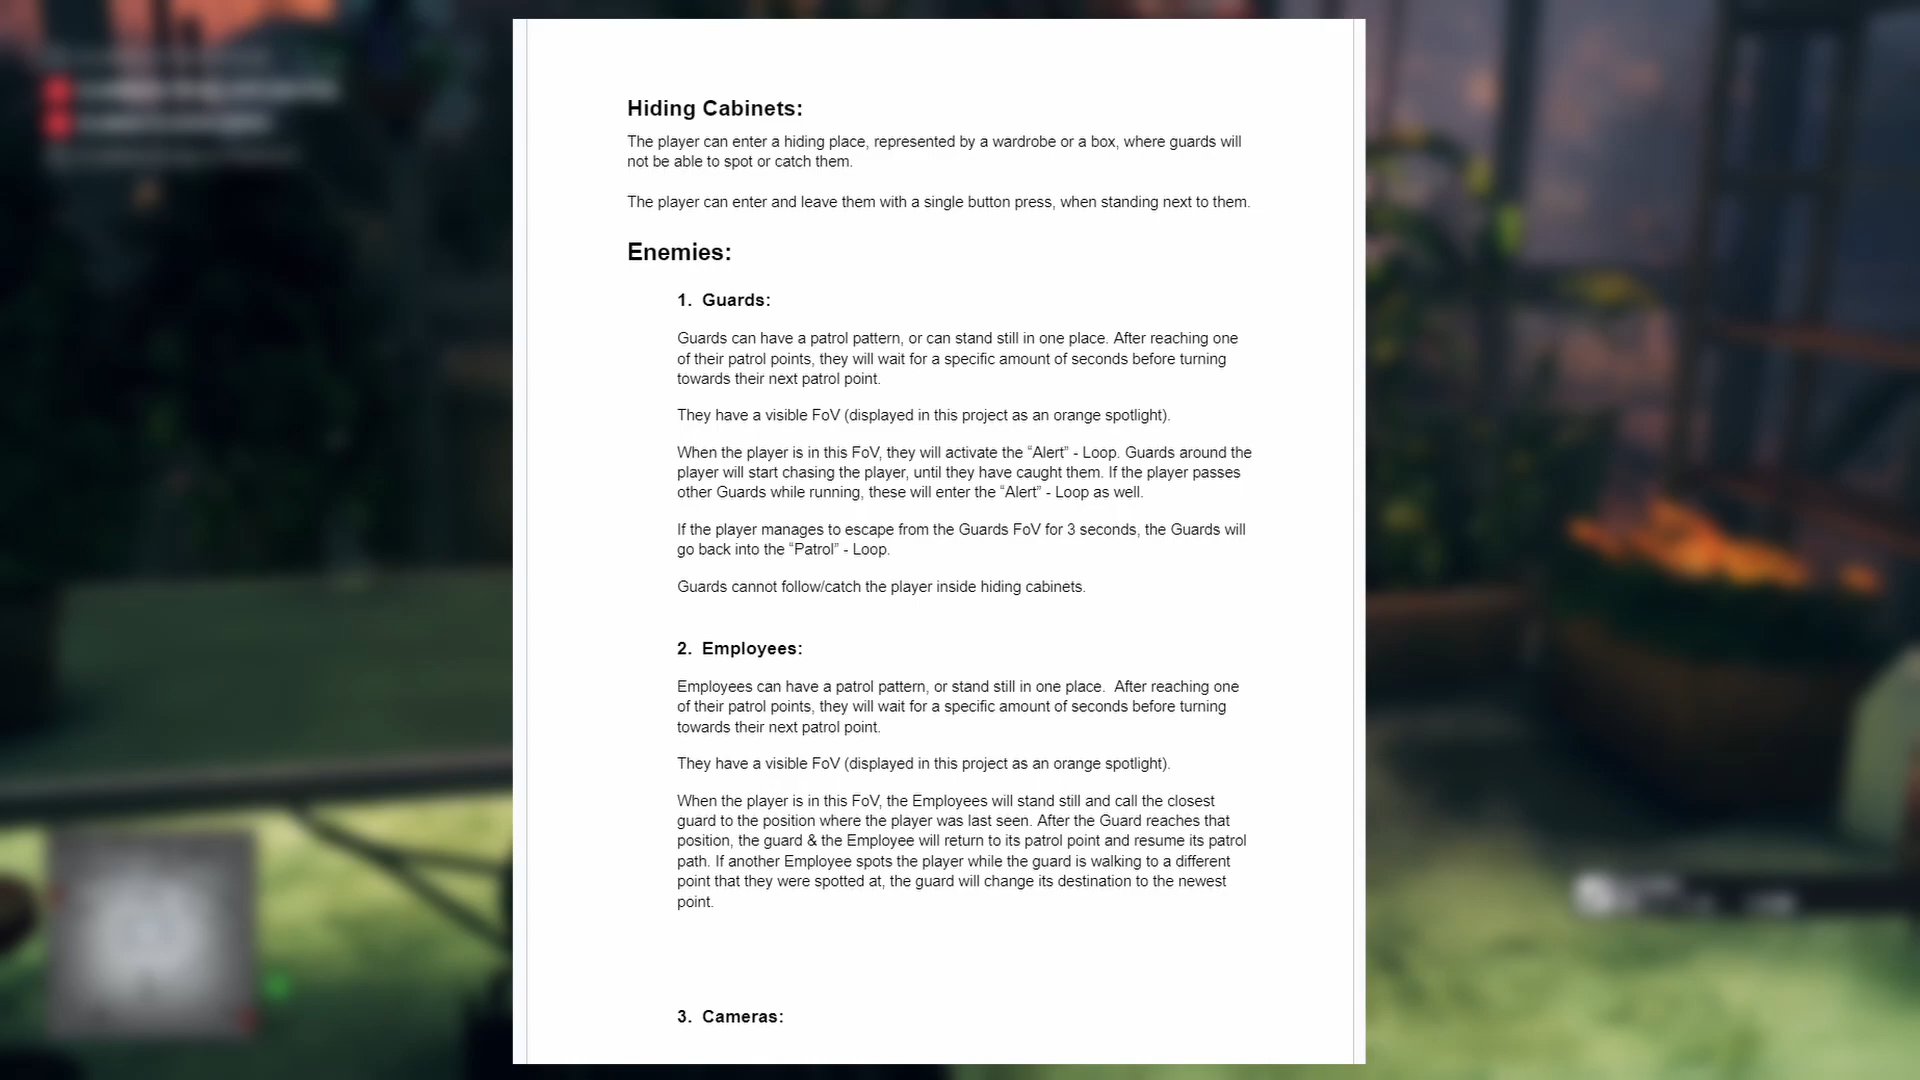 Hiding Cabinets:
The player can enter a hiding place, represented by a wardrobe or a box, where guards will
not be able to spot or catch them.
The player can enter and leave them with a single button press, when standing next to them.
Enemies:
1. Guards:
Guards can have a patrol pattern, or can stand still in one place. After reaching one
of their patrol points, they will wait for a specific amount of seconds before turning
towards their next patrol point.
They have a visible FoV (displayed in this project as an orange spotlight).
When the player is in this FoV, they will activate the “Alert” - Loop. Guards around the
player will start chasing the player, until they have caught them. If the player passes
other Guards while running, these will enter the “Alert” - Loop as well.
If the player manages to escape from the Guards FoV for 3 seconds, the Guards will
go back into the “Patrol” - Loop.
Guards cannot follow/catch the player inside hiding cabinets.
2. Employees:
Employees can have a patrol pattern, or stand still in one place.  After reaching one
of their patrol points, they will wait for a specific amount of seconds before turning
towards their next patrol point.
They have a visible FoV (displayed in this project as an orange spotlight).
When the player is in this FoV, the Employees will stand still and call the closest
guard to the position where the player was last seen. After the Guard reaches that
position, the guard & the Employee will return to its patrol point and resume its patrol
path. If another Employee spots the player while the guard is walking to a different
point that they were spotted at, the guard will change its destination to the newest
point.
3. Cameras: